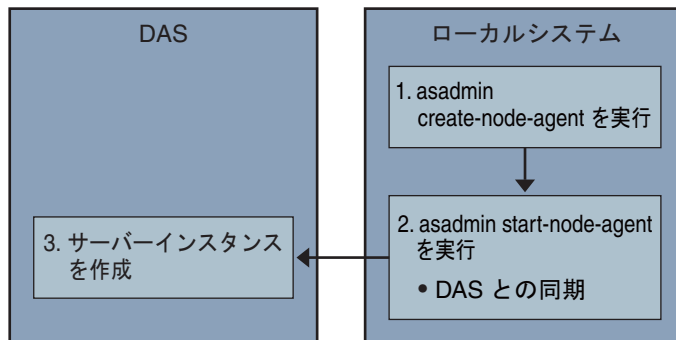 DAS
ローカルシステム
1. asadmin
create-node-agent を実行
2. asadmin start-node-agent
を実行
• DAS との同期
3. サーバーインスタンス
を作成